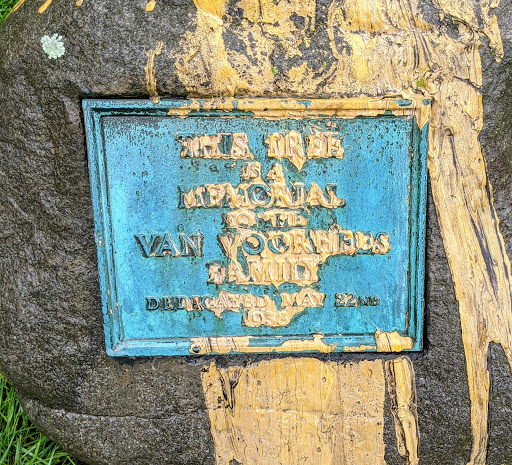 THIS TREE
IS A
MEMORIAL
TO THE
VAN VOORHEES
FAMILY
DEDICATED MAY 22ND